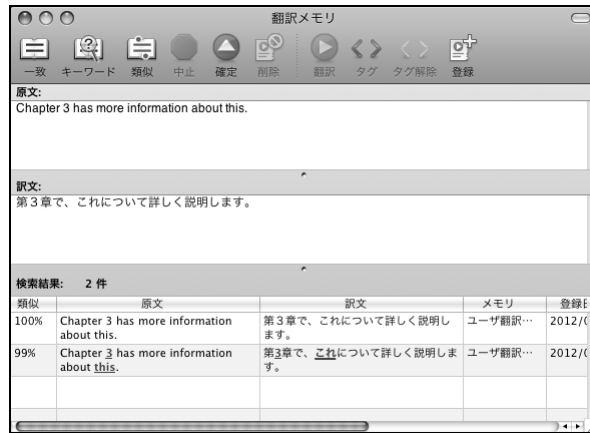 翻訳メモリ
一致 キーワード 類似 中止 確定 削除 翻訳 タグ タグ解除 登録
原文:
Chapter 3 has more information about this.
訳文:
第３章で、これについて詳しく説明します。
検索結果: 2 件
類似 原文 訳文 メモリ 登録日
100% Chapter 3 has more information 第３章で、これについて詳しく説明し ユーザ翻訳… 2012/0
about this. ます。
99% Chapter 3 has more information 第3章で、これについて詳しく説明しま ユーザ翻訳… 2012/0
about this. す。